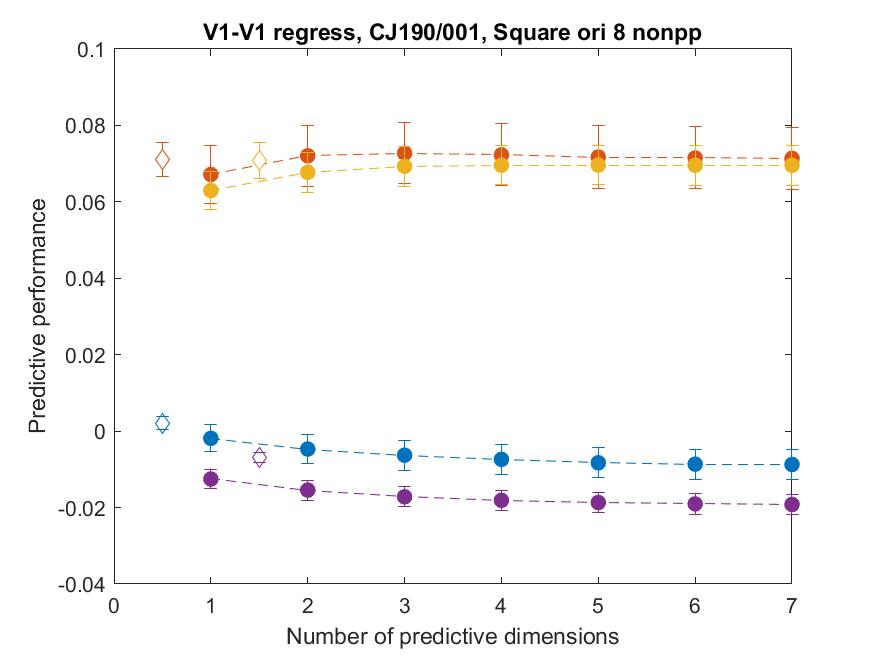 V1-V1 regress, CJ190/001, Square ori 8 nonpp
0.1
0.08
0.06
0.04
0.02
0
-0.02
-0.04
Predictive performance
0 1 2 3 4 5 6 7
Number of predictive dimensions